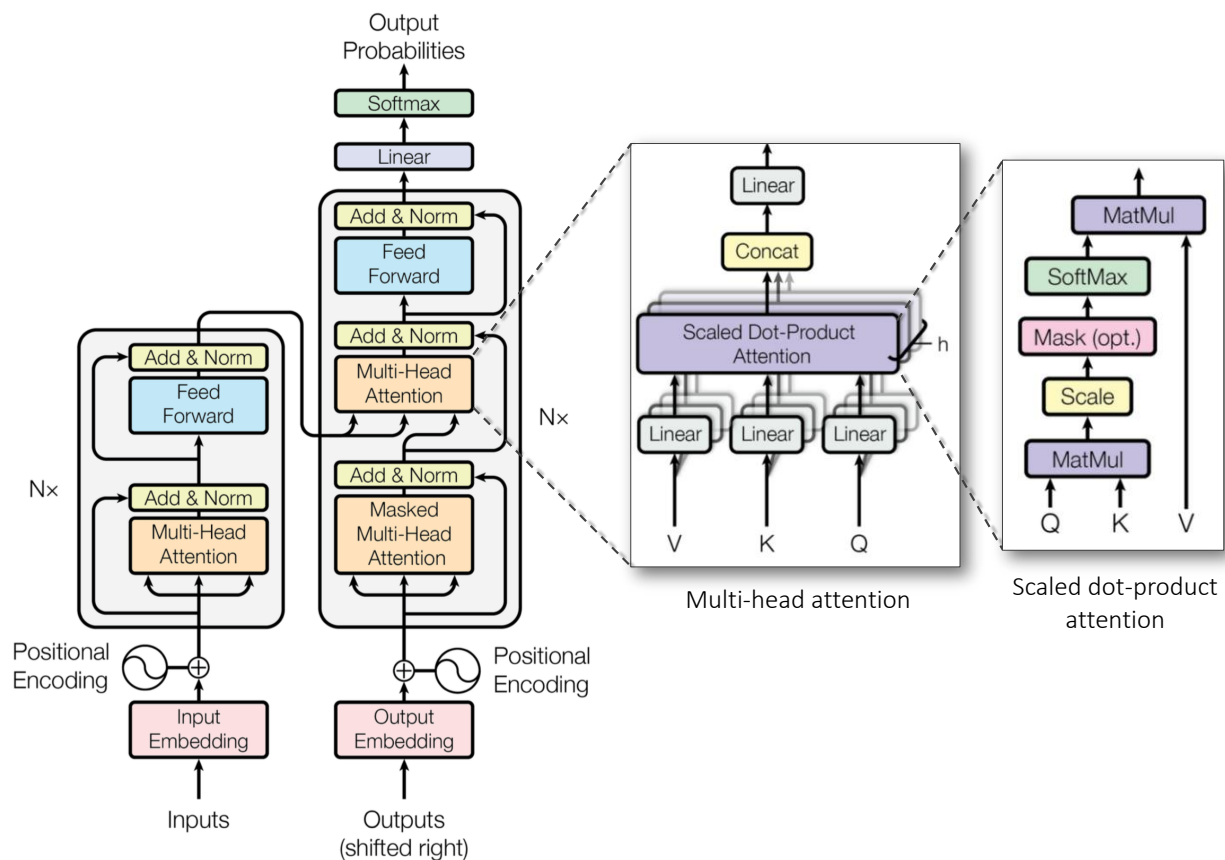 Output
Probabilities
Softmax
Linear
Add & Norm
Feed
Forward
Add & Norm
Multi-Head
Attention
Nx
Add & Norm
Masked
Multi-Head
Attention
Add & Norm
Feed
Forward
Nx
Add & Norm
Multi-Head
Attention
Positional
Encoding
Positional
Encoding
Input
Embedding
Output
Embedding
Inputs
Outputs
(shifted right)
Linear
Concat
Scaled Dot-Product
Attention
h
Linear
Linear
Linear
V
K
Q
Multi-head attention
MatMul
SoftMax
Mask (opt.)
Scale
MatMul
Q
K
V
Scaled dot-product
attention